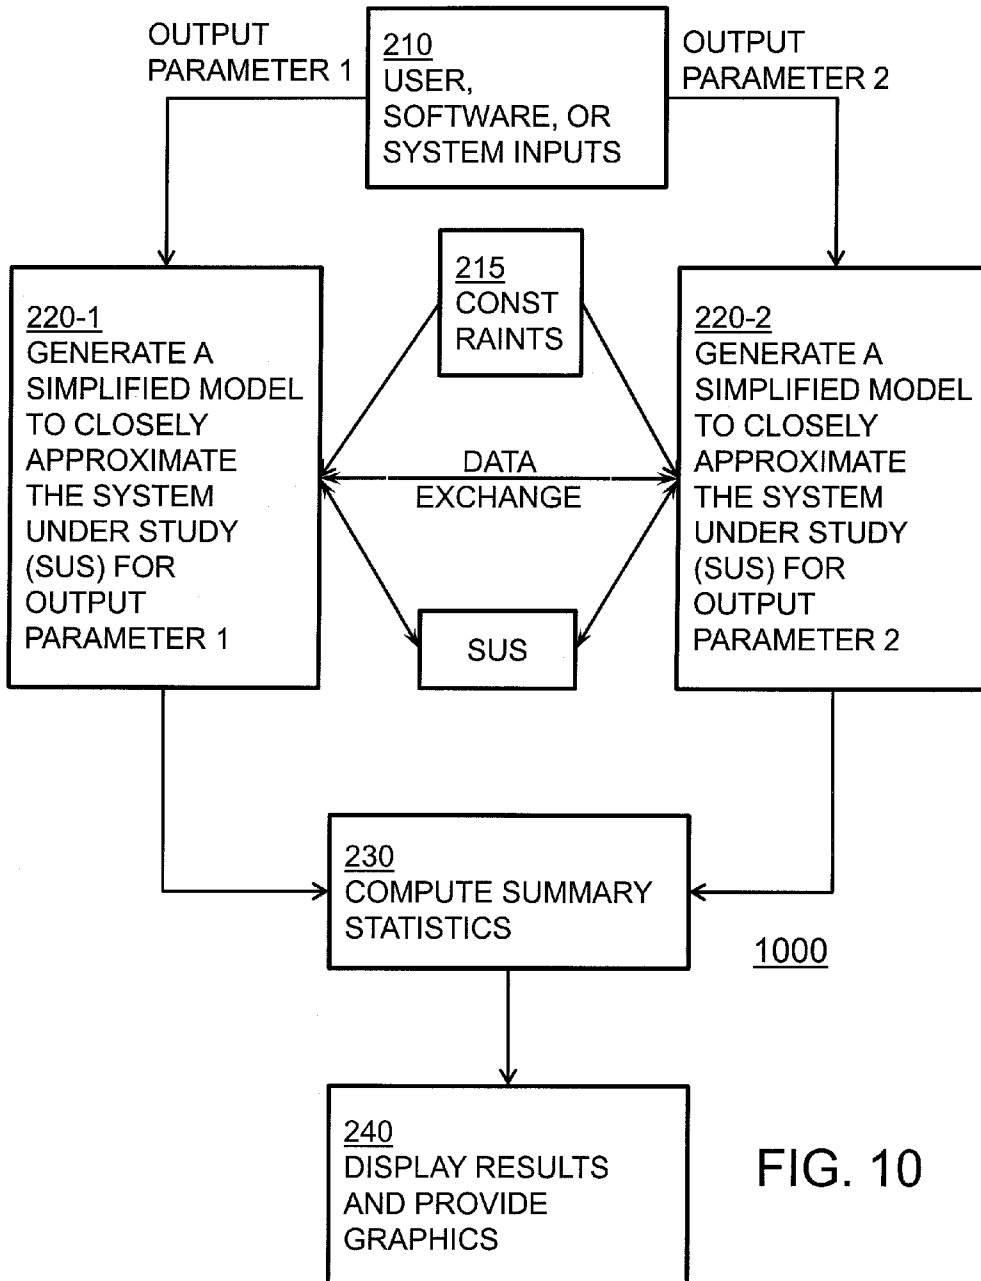 OUTPUT
PARAMETER 1
210
USER,
SOFTWARE, OR
SYSTEM INPUTS
OUTPUT
PARAMETER 2
215
CONST
RAINTS
220-1
GENERATE A
SIMPLIFIED MODEL
TO CLOSELY
APPROXIMATE
THE SYSTEM
UNDER STUDY
(SUS) FOR
OUTPUT
PARAMETER 1
DATA
EXCHANGE
SUS
220-2
GENERATE A
SIMPLIFIED MODEL
TO CLOSELY
APPROXIMATE
THE SYSTEM
UNDER STUDY
(SUS) FOR
OUTPUT
PARAMETER 2
230
COMPUTE SUMMARY
STATISTICS
1000
240
DISPLAY RESULTS
AND PROVIDE
GRAPHICS
FIG. 10